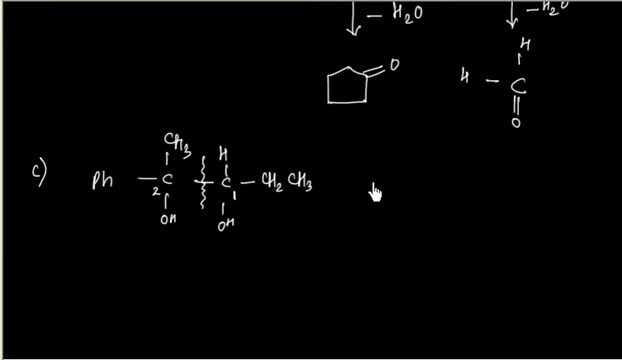 - H2O
- H2O
O
H
H - C
O
CH3 H
c) Ph - C - C - CH2 CH3
2 1
OH OH